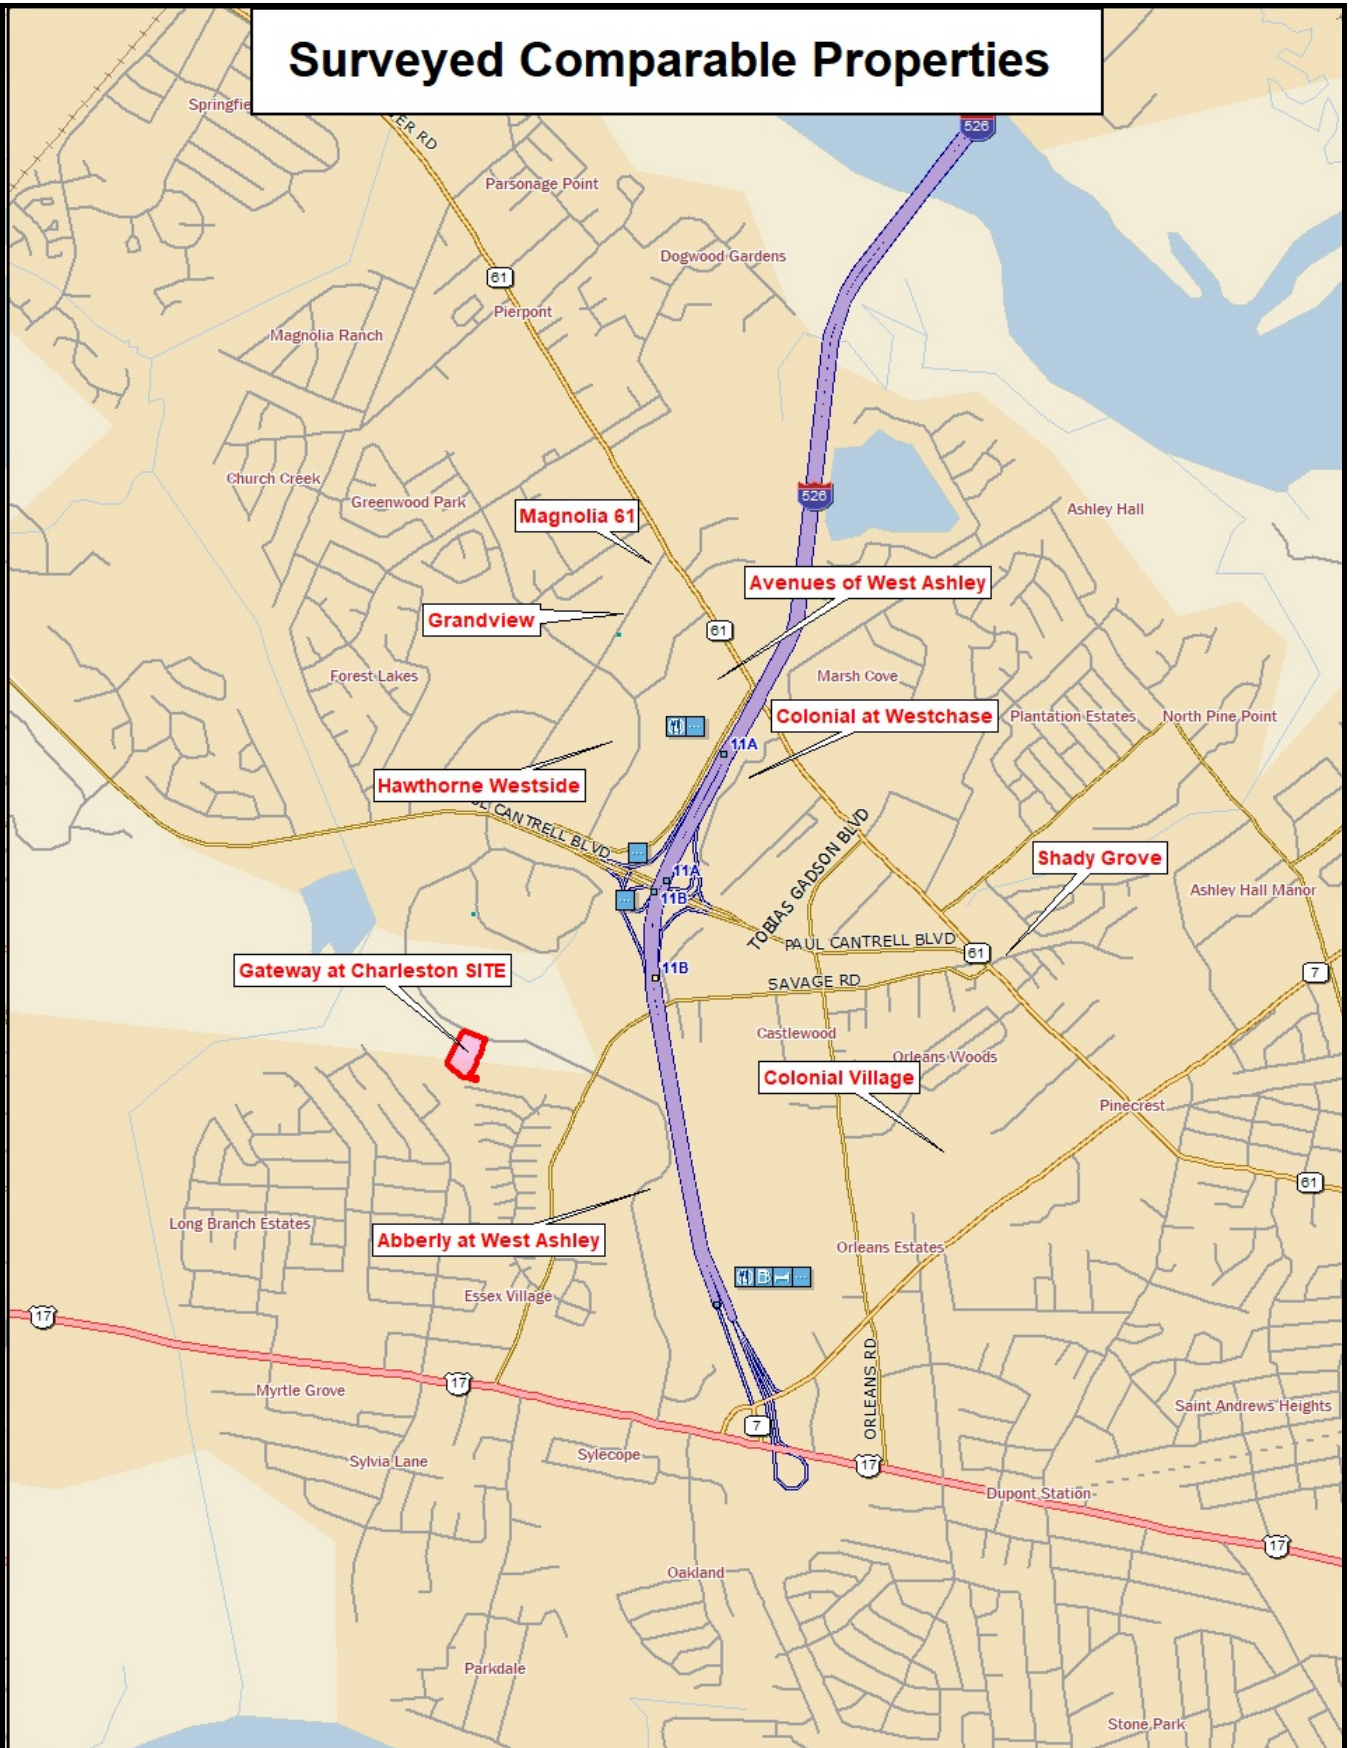 Surveyed Comparable Properties
526
Parsonage Point
Dogwood Gardens
61
Pierpont
Magnolia Ranch
Church Creek
Greenwood Park
526
Ashley Hall
Magnolia 61
Avenues of West Ashley
Grandview
61
Forest Lakes
Marsh Cove
Colonial at Westchase
Plantation Estates
North Pine Point
11A
Hawthorne Westside
CANTRELL BLVD
TOBIAS GADSON BLVD
Shady Grove
11A
11B
Ashley Hall Manor
PAUL CANTRELL BLVD
61
Gateway at Charleston SITE
11B
SAVAGE RD
7
Castlewood
Orleans Woods
Colonial Village
Pinecrest
61
Long Branch Estates
Abberly at West Ashley
Orleans Estates
Essex Village
17
17
Myrtle Grove
ORLEANS RD
Saint Andrews Heights
7
Sylvia Lane
Sylecope
17
Dupont Station
17
Oakland
Parkdale
Stone Park